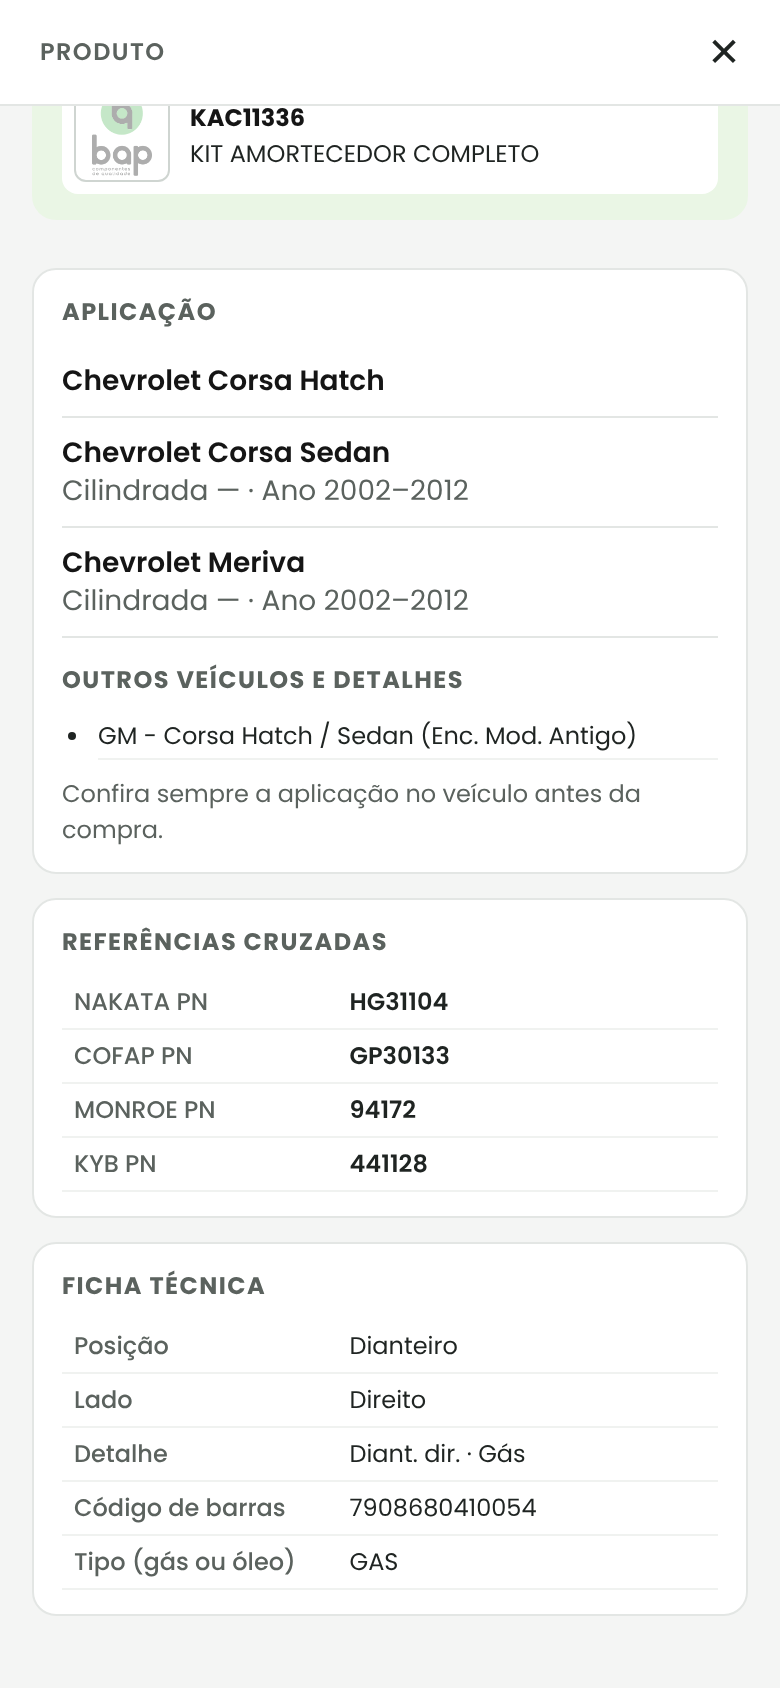 PRODUTO
KAC11336
bap
componentes
de qualidade
KIT AMORTECEDOR COMPLETO
APLICAÇÃO
Chevrolet Corsa Hatch
Chevrolet Corsa Sedan
Cilindrada — · Ano 2002–2012
Chevrolet Meriva
Cilindrada — · Ano 2002–2012
OUTROS VEÍCULOS E DETALHES
• GM - Corsa Hatch / Sedan (Enc. Mod. Antigo)
Confira sempre a aplicação no veículo antes da
compra.
REFERÊNCIAS CRUZADAS
NAKATA PN HG31104
COFAP PN GP30133
MONROE PN 94172
KYB PN 441128
FICHA TÉCNICA
Posição Dianteiro
Lado Direito
Detalhe Diant. dir. · Gás
Código de barras 7908680410054
Tipo (gás ou óleo) GAS